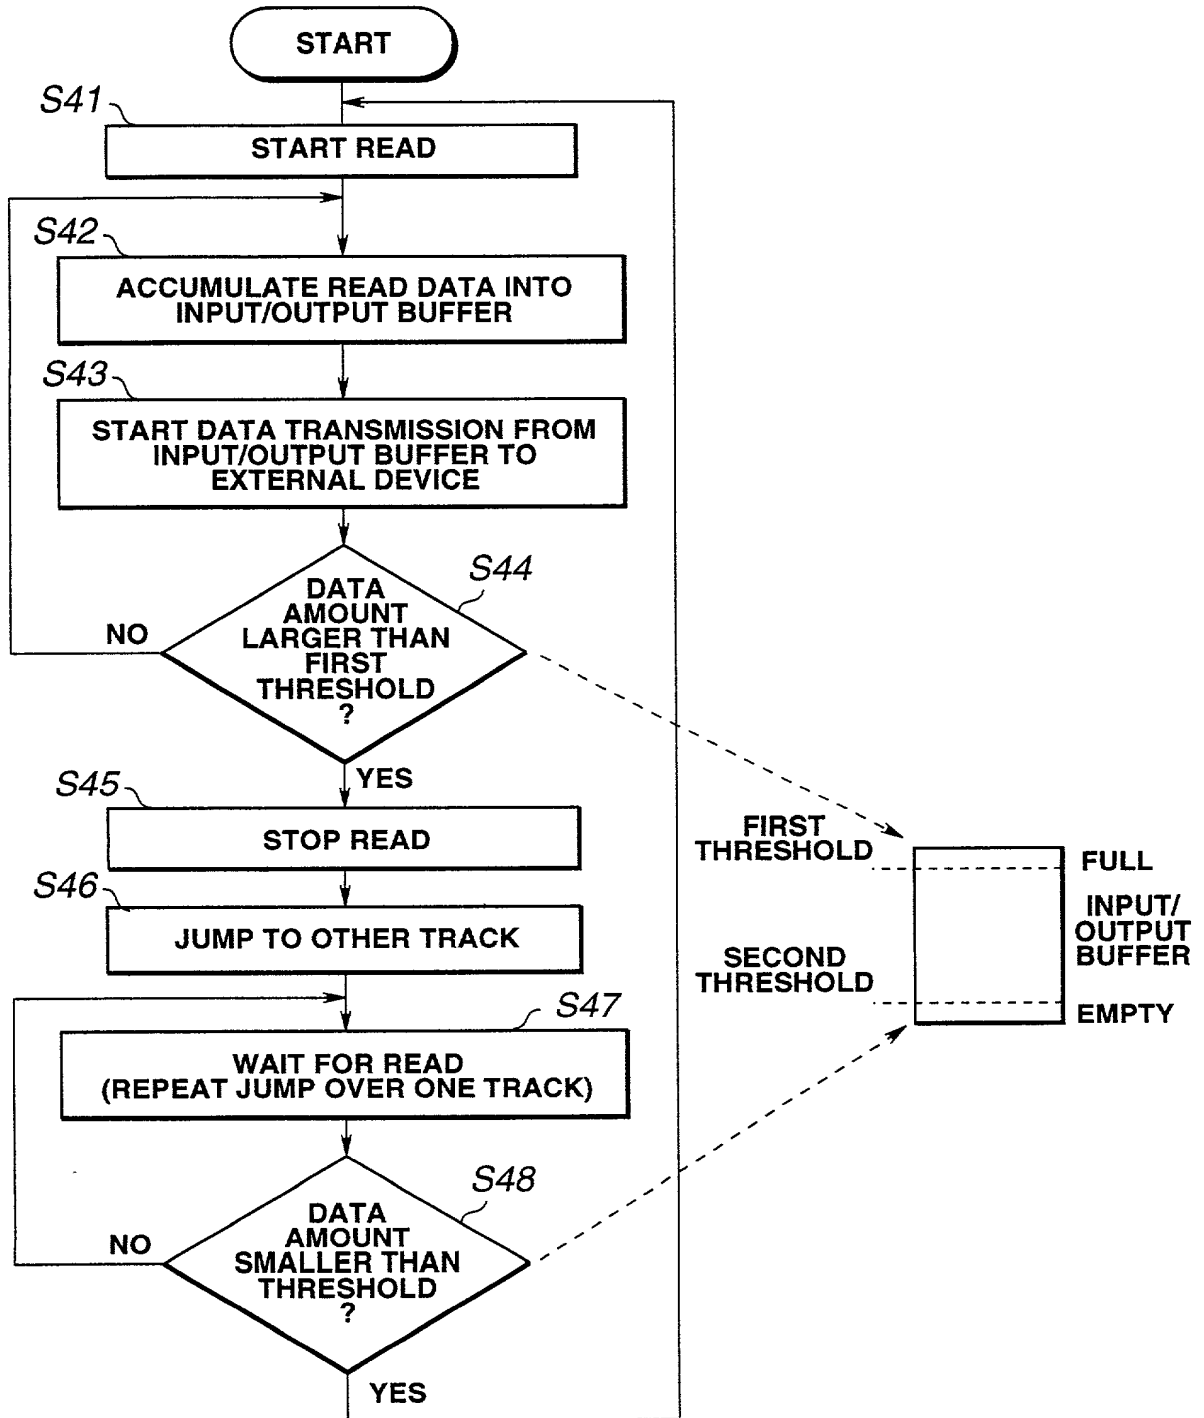 START
S41
START READ
S42
ACCUMULATE READ DATA INTO
INPUT/OUTPUT BUFFER
S43
START DATA TRANSMISSION FROM
INPUT/OUTPUT BUFFER TO
EXTERNAL DEVICE
S44
DATA
AMOUNT
LARGER THAN
FIRST
THRESHOLD
?
NO
YES
S45
STOP READ
S46
JUMP TO OTHER TRACK
S47
WAIT FOR READ
(REPEAT JUMP OVER ONE TRACK)
S48
DATA
AMOUNT
SMALLER THAN
THRESHOLD
?
NO
YES
FIRST
THRESHOLD
FULL
INPUT/
OUTPUT
BUFFER
SECOND
THRESHOLD
EMPTY